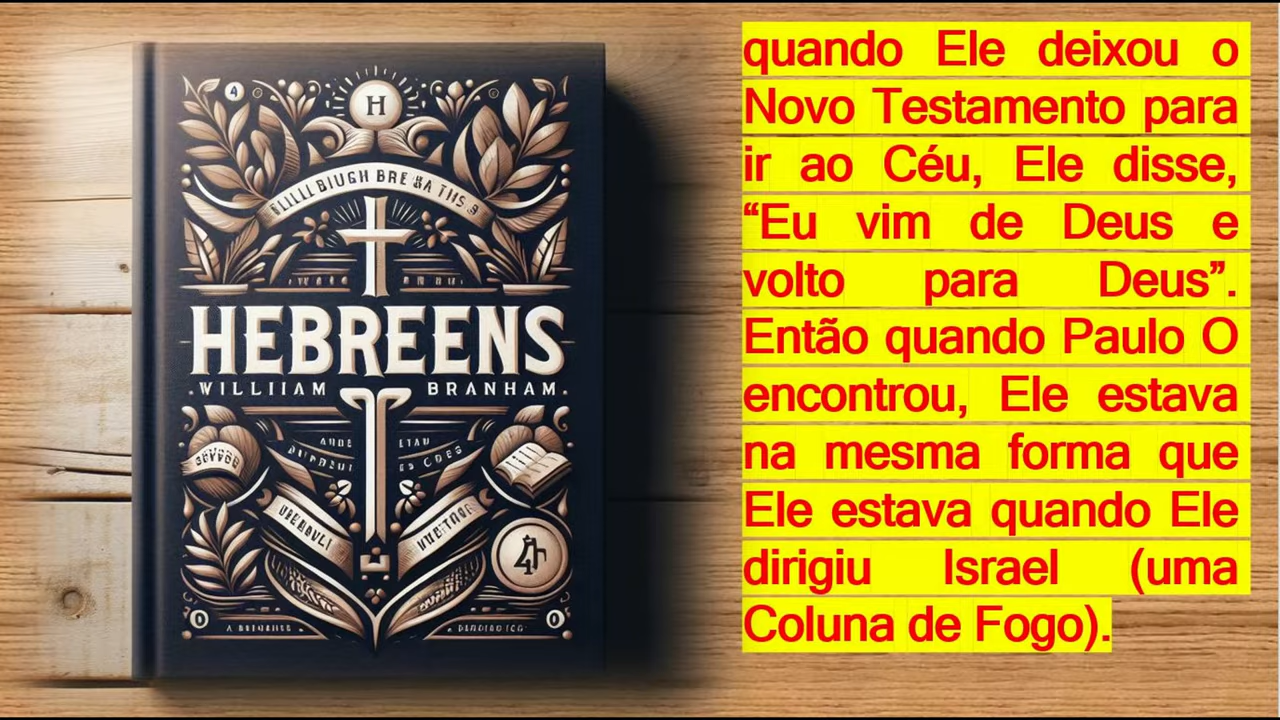 H
HEBREENS
WILLIIAM BRANHAM
quando Ele deixou o
Novo Testamento para
ir ao Céu, Ele disse,
“Eu vim de Deus e
volto para Deus”.
Então quando Paulo O
encontrou, Ele estava
na mesma forma que
Ele estava quando Ele
dirigiu Israel (uma
Coluna de Fogo).